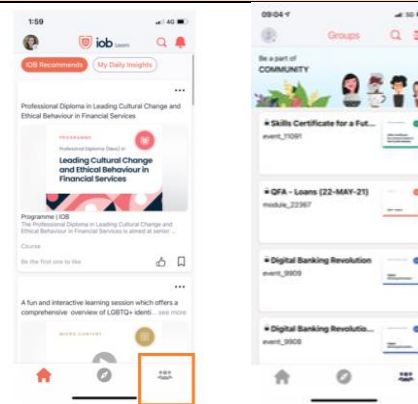 1:59
4G
iob Learn
IOB Recommends
My Daily Insights
Professional Diploma in Leading Cultural Change and
Ethical Behaviour in Financial Services
PROGRAMME
Professional Diploma (New) in
Leading Cultural Change
and Ethical Behaviour in
Financial Services
Programme | IOB
The Professional Diploma in Leading Cultural Change and
Ethical Behaviour in Financial Services is aimed at senior ...
Course
Be the first one to like
A fun and interactive learning session which offers a
comprehensive overview of LGBTQ+ identi... see more
MICRO-CONTENT
09:04
Groups
Be a part of
COMMUNITY
Skills Certificate for a Fut...
event_11091
QFA - Loans (22-MAY-21)
module_22367
Digital Banking Revolution
event_9909
Digital Banking Revolutio...
event_9908